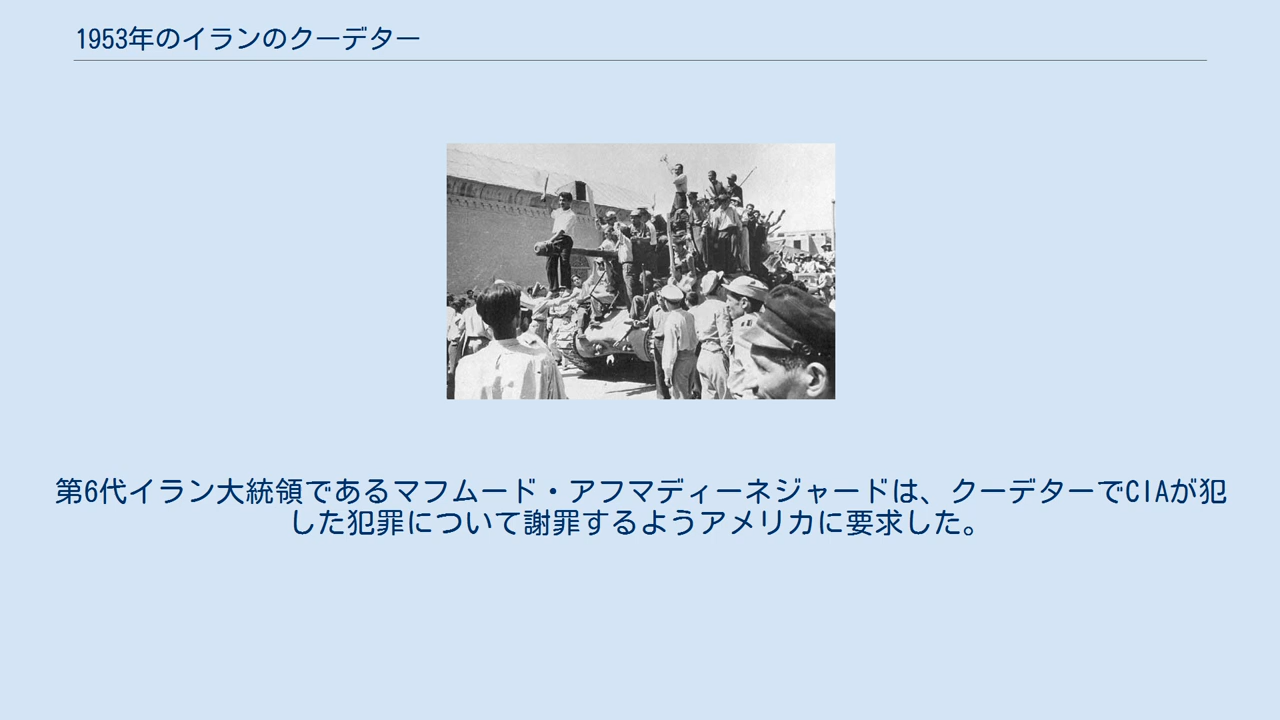 1953年のイランのクーデター
第6代イラン大統領であるマフムード・アフマディーネジャードは、クーデターでCIAが犯
した犯罪について謝罪するようアメリカに要求した。